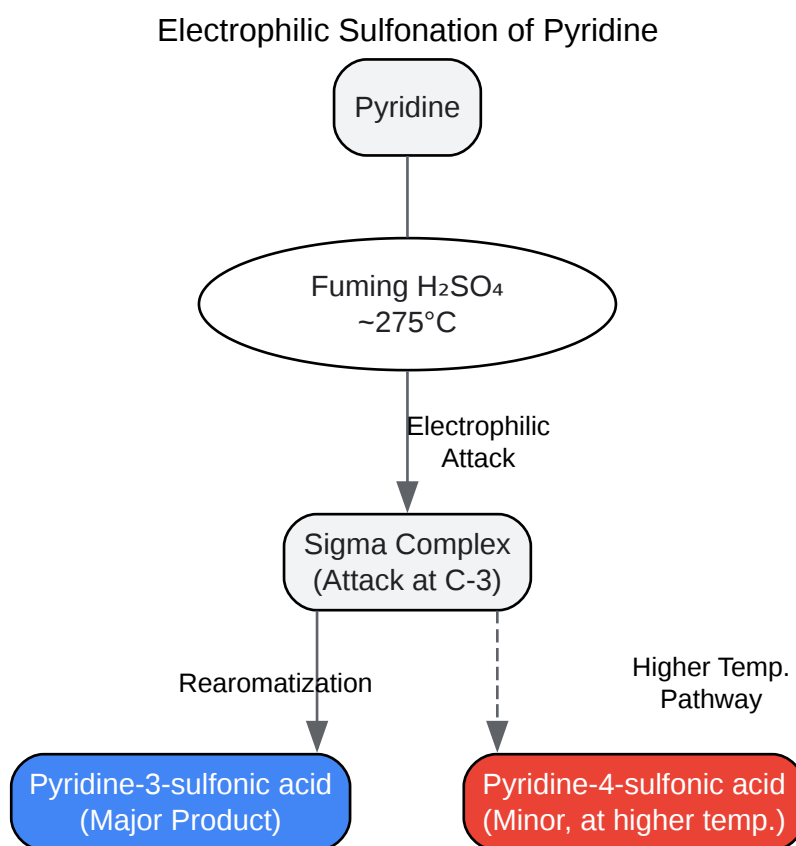 Electrophilic Sulfonation of Pyridine
Pyridine
Fuming H₂SO₄
~275°C
Electrophilic
Attack
Sigma Complex
(Attack at C-3)
Rearomatization
Higher Temp.
Pathway
Pyridine-3-sulfonic acid
(Major Product)
Pyridine-4-sulfonic acid
(Minor, at higher temp.)